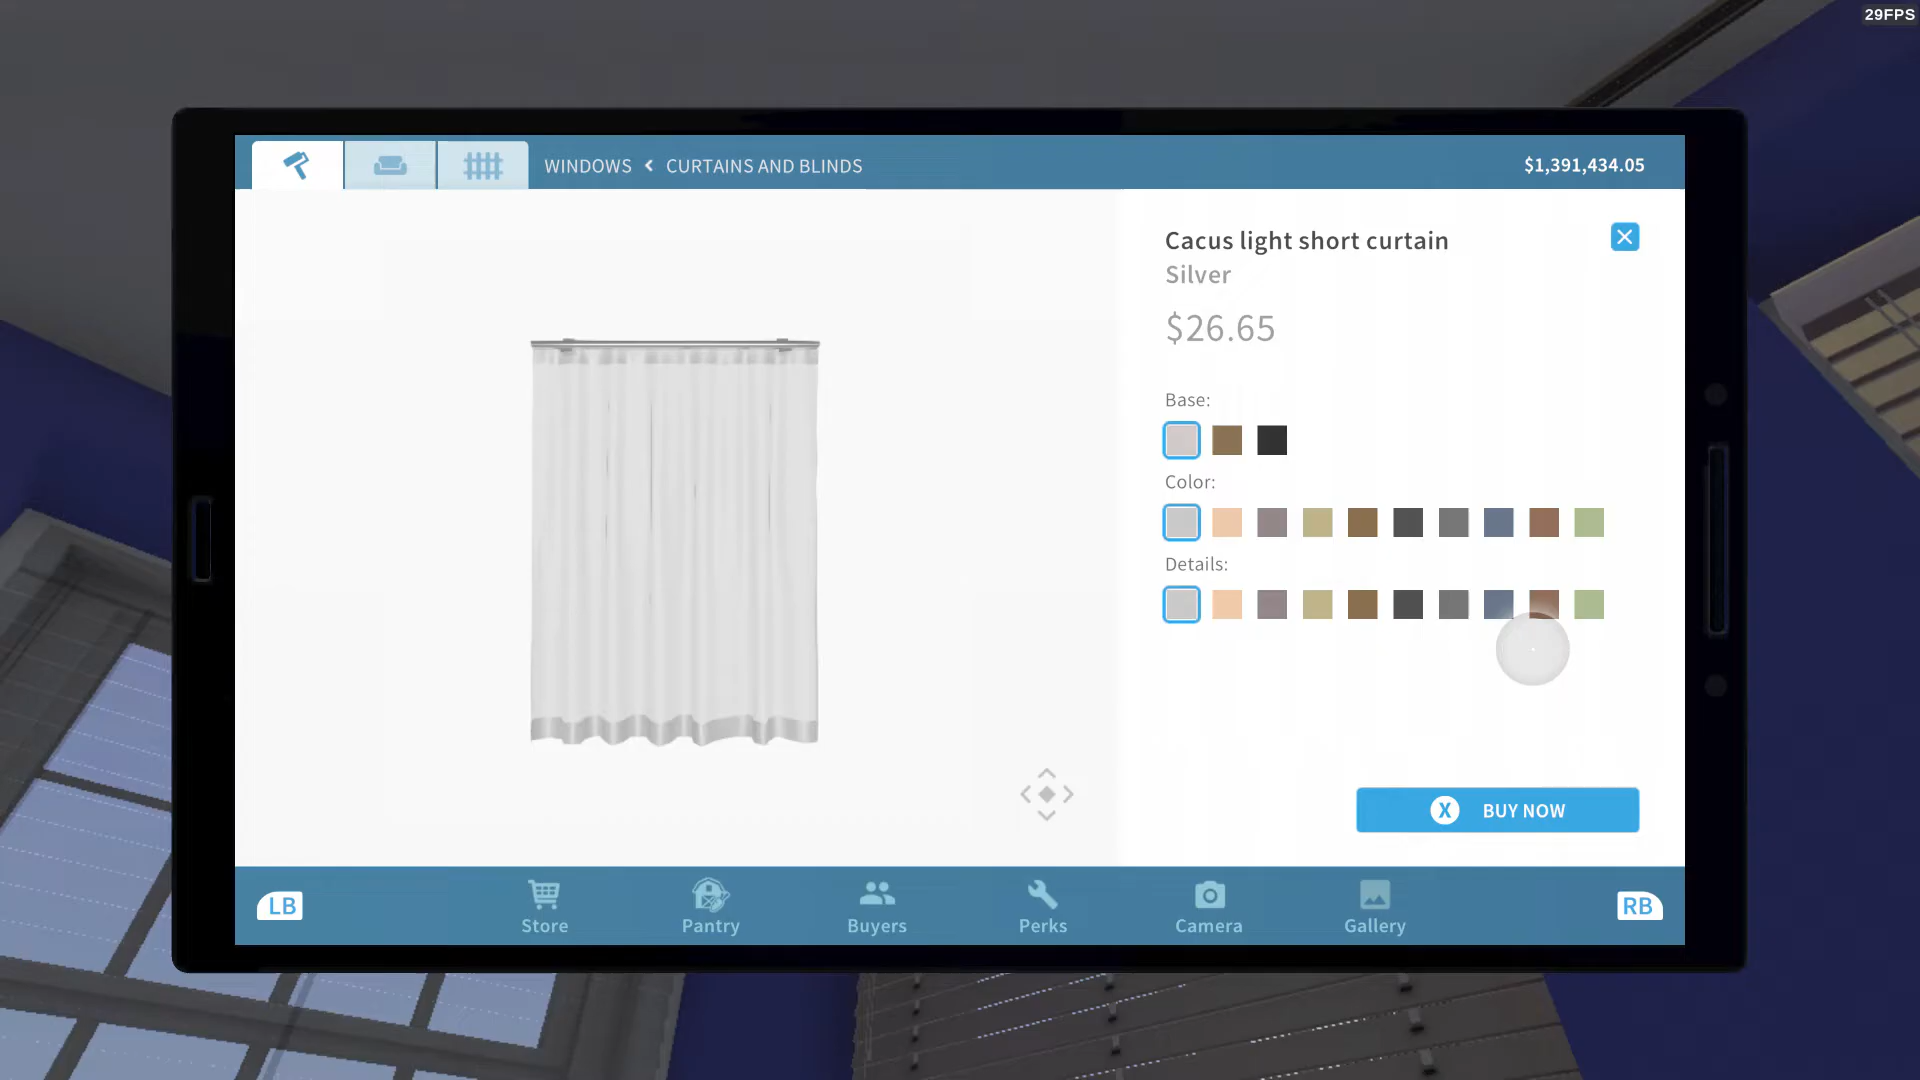 29FPS
WINDOWS < CURTAINS AND BLINDS
$1,391,434.05
Cacus light short curtain
Silver
$26.65
Base:
Color:
Details:
X BUY NOW
LB
Store
Pantry
Buyers
Perks
Camera
Gallery
RB